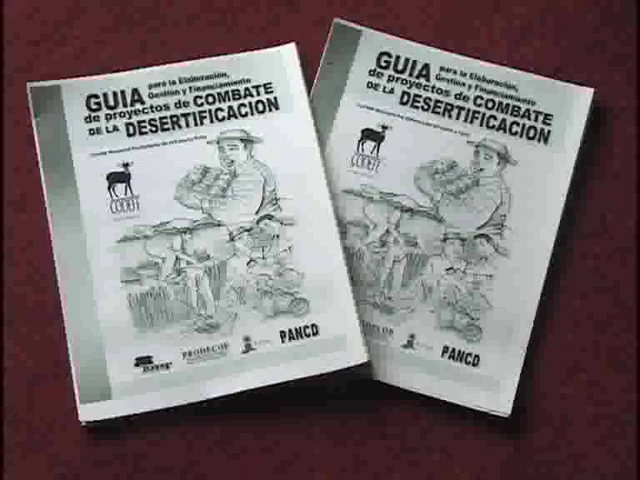 GUIA para la Elaboración,
Gestión y Financiamiento
de proyectos de COMBATE
DE LA DESERTIFICACION
CODEFF
PRODECOP
PANCD
GUIA para la Elaboración,
Gestión y Financiamiento
de proyectos de COMBATE
DE LA DESERTIFICACION
CODEFF
PANCD